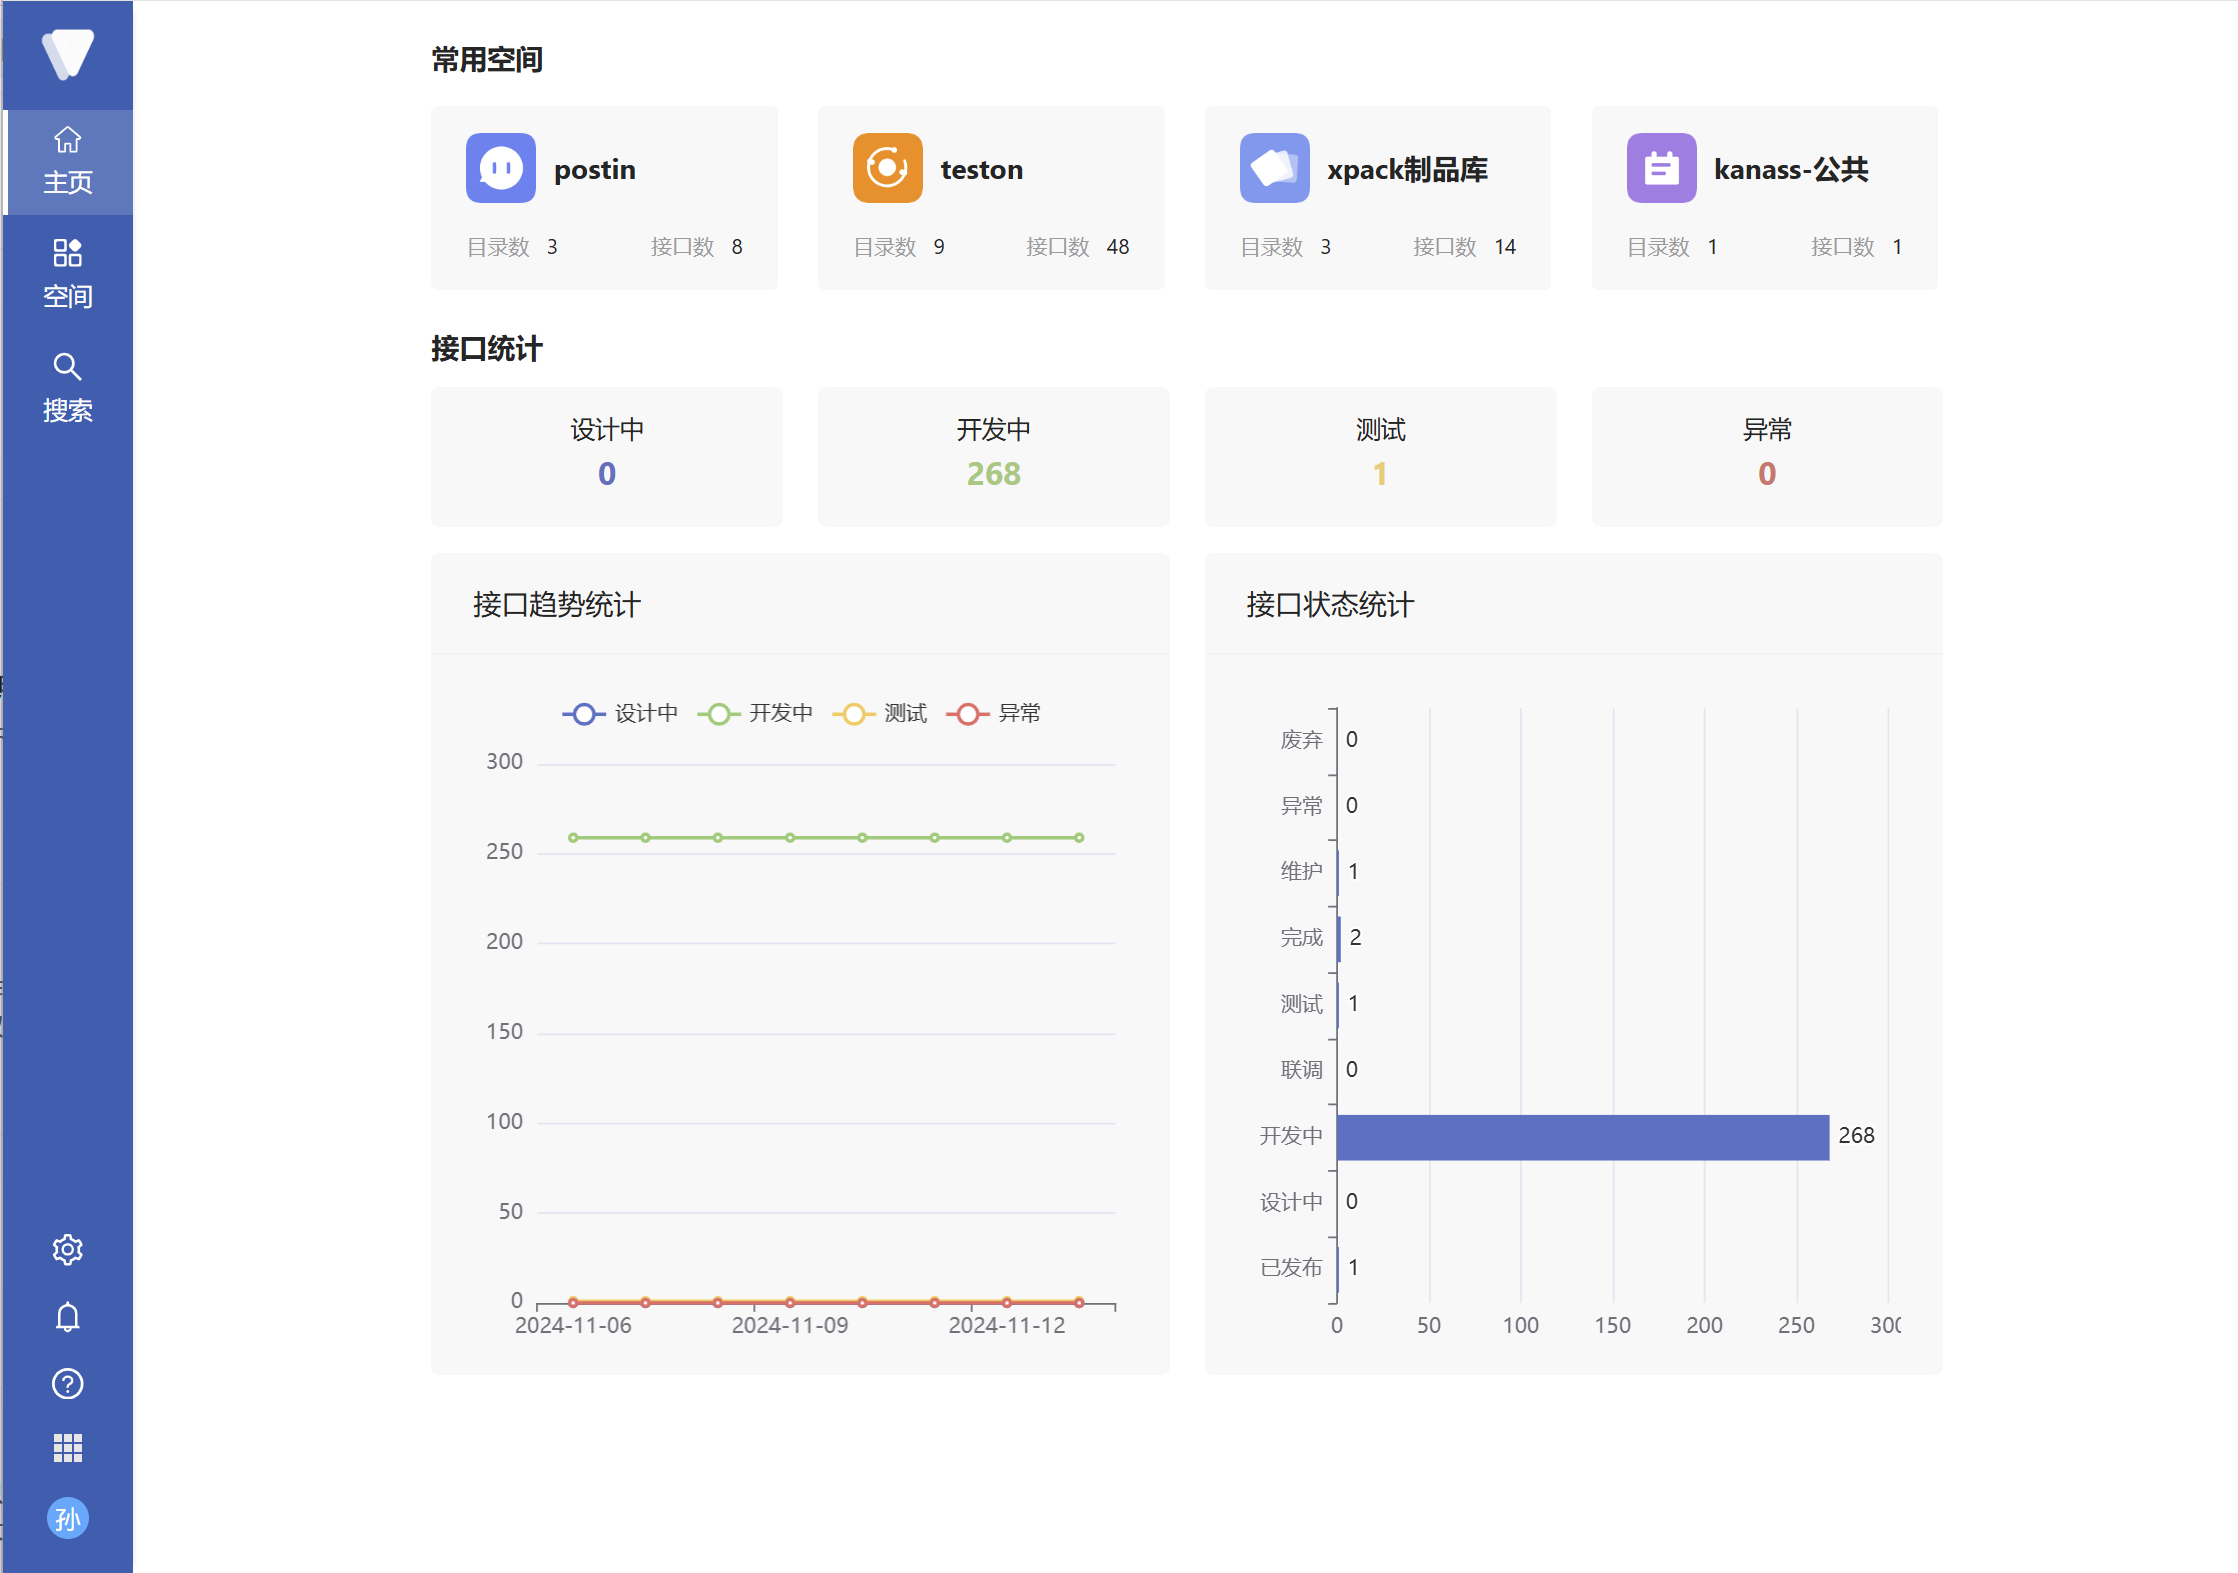 主页
空间
搜索
孙
常用空间
postin
目录数 3 接口数 8
teston
目录数 9 接口数 48
xpack制品库
目录数 3 接口数 14
kanass-公共
目录数 1 接口数 1
接口统计
设计中
0
开发中
268
测试
1
异常
0
接口趋势统计
设计中 开发中 测试 异常
300
250
200
150
100
50
0
2024-11-06 2024-11-09 2024-11-12
接口状态统计
废弃 0
异常 0
维护 1
完成 2
测试 1
联调 0
开发中 268
设计中 0
已发布 1
0 50 100 150 200 250 300